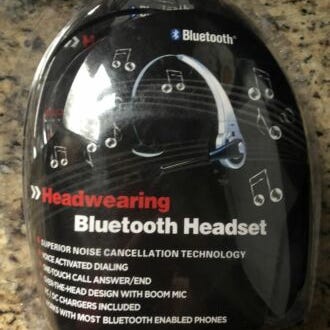 Bluetooth®
»Headwearing
Bluetooth Headset
SUPERIOR NOISE CANCELLATION TECHNOLOGY
VOICE ACTIVATED DIALING
ONE-TOUCH CALL ANSWER/END
OVER-THE-HEAD DESIGN WITH BOOM MIC
DC CHARGERS INCLUDED
WORKS WITH MOST BLUETOOTH ENABLED PHONES